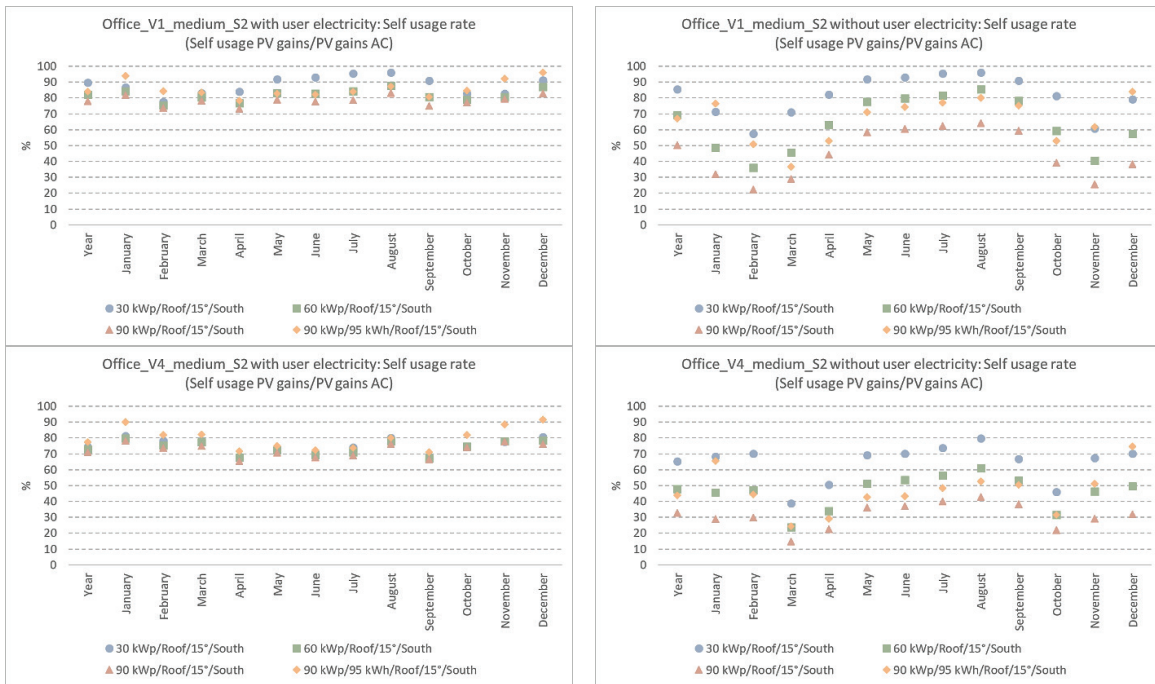 Office_V1_medium_S2 with user electricity: Self usage rate
(Self usage PV gains/PV gains AC)
100
90
80
70
60
50
40
30
20
10
0
%
Year
January
February
March
April
May
June
July
August
September
October
November
December
30 kWp/Roof/15°/South
60 kWp/Roof/15°/South
90 kWp/Roof/15°/South
90 kWp/95 kWh/Roof/15°/South
Office_V1_medium_S2 without user electricity: Self usage rate
(Self usage PV gains/PV gains AC)
100
90
80
70
60
50
40
30
20
10
0
%
Year
January
February
March
April
May
June
July
August
September
October
November
December
30 kWp/Roof/15°/South
60 kWp/Roof/15°/South
90 kWp/Roof/15°/South
90 kWp/95 kWh/Roof/15°/South
Office_V4_medium_S2 with user electricity: Self usage rate
(Self usage PV gains/PV gains AC)
100
90
80
70
60
50
40
30
20
10
0
%
Year
January
February
March
April
May
June
July
August
September
October
November
December
30 kWp/Roof/15°/South
60 kWp/Roof/15°/South
90 kWp/Roof/15°/South
90 kWp/95 kWh/Roof/15°/South
Office_V4_medium_S2 without user electricity: Self usage rate
(Self usage PV gains/PV gains AC)
100
90
80
70
60
50
40
30
20
10
0
%
Year
January
February
March
April
May
June
July
August
September
October
November
December
30 kWp/Roof/15°/South
60 kWp/Roof/15°/South
90 kWp/Roof/15°/South
90 kWp/95 kWh/Roof/15°/South